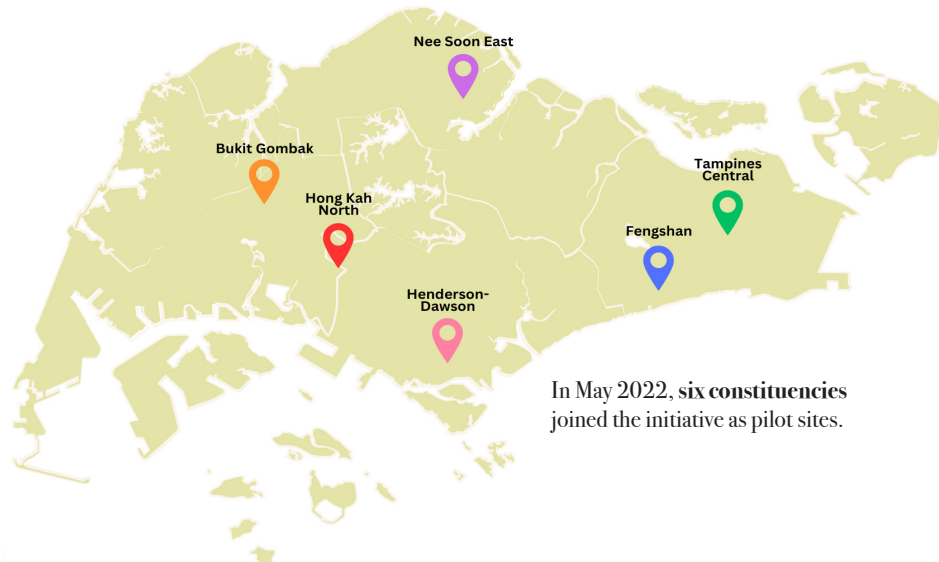 Nee Soon East
Bukit Gombak
Tampines
Central
Hong Kah
North
Fengshan
Henderson-
Dawson
In May 2022, six constituencies
joined the initiative as pilot sites.